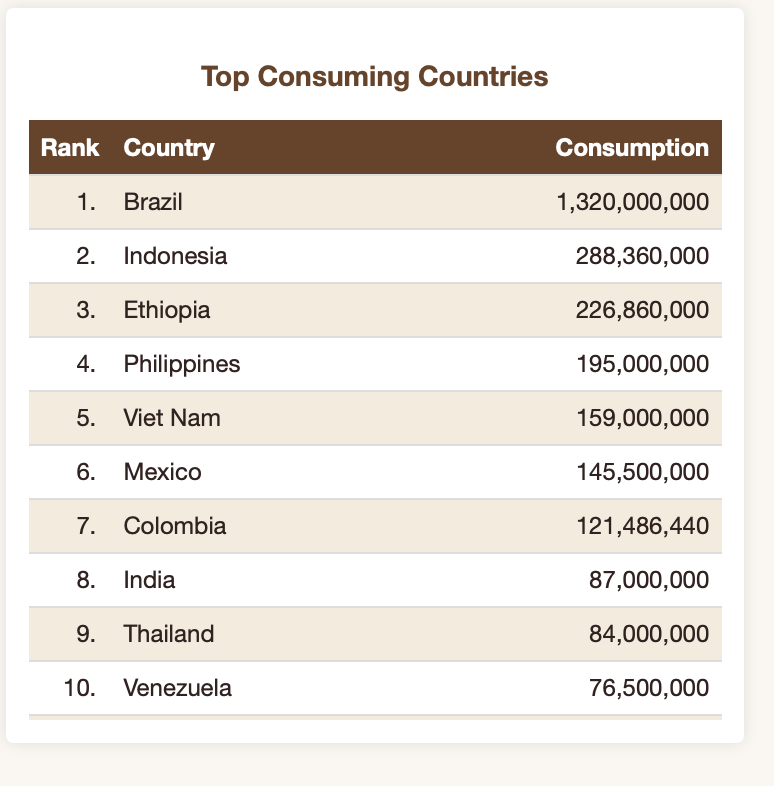 Top Consuming Countries
Rank Country Consumption
1. Brazil 1,320,000,000
2. Indonesia 288,360,000
3. Ethiopia 226,860,000
4. Philippines 195,000,000
5. Viet Nam 159,000,000
6. Mexico 145,500,000
7. Colombia 121,486,440
8. India 87,000,000
9. Thailand 84,000,000
10. Venezuela 76,500,000